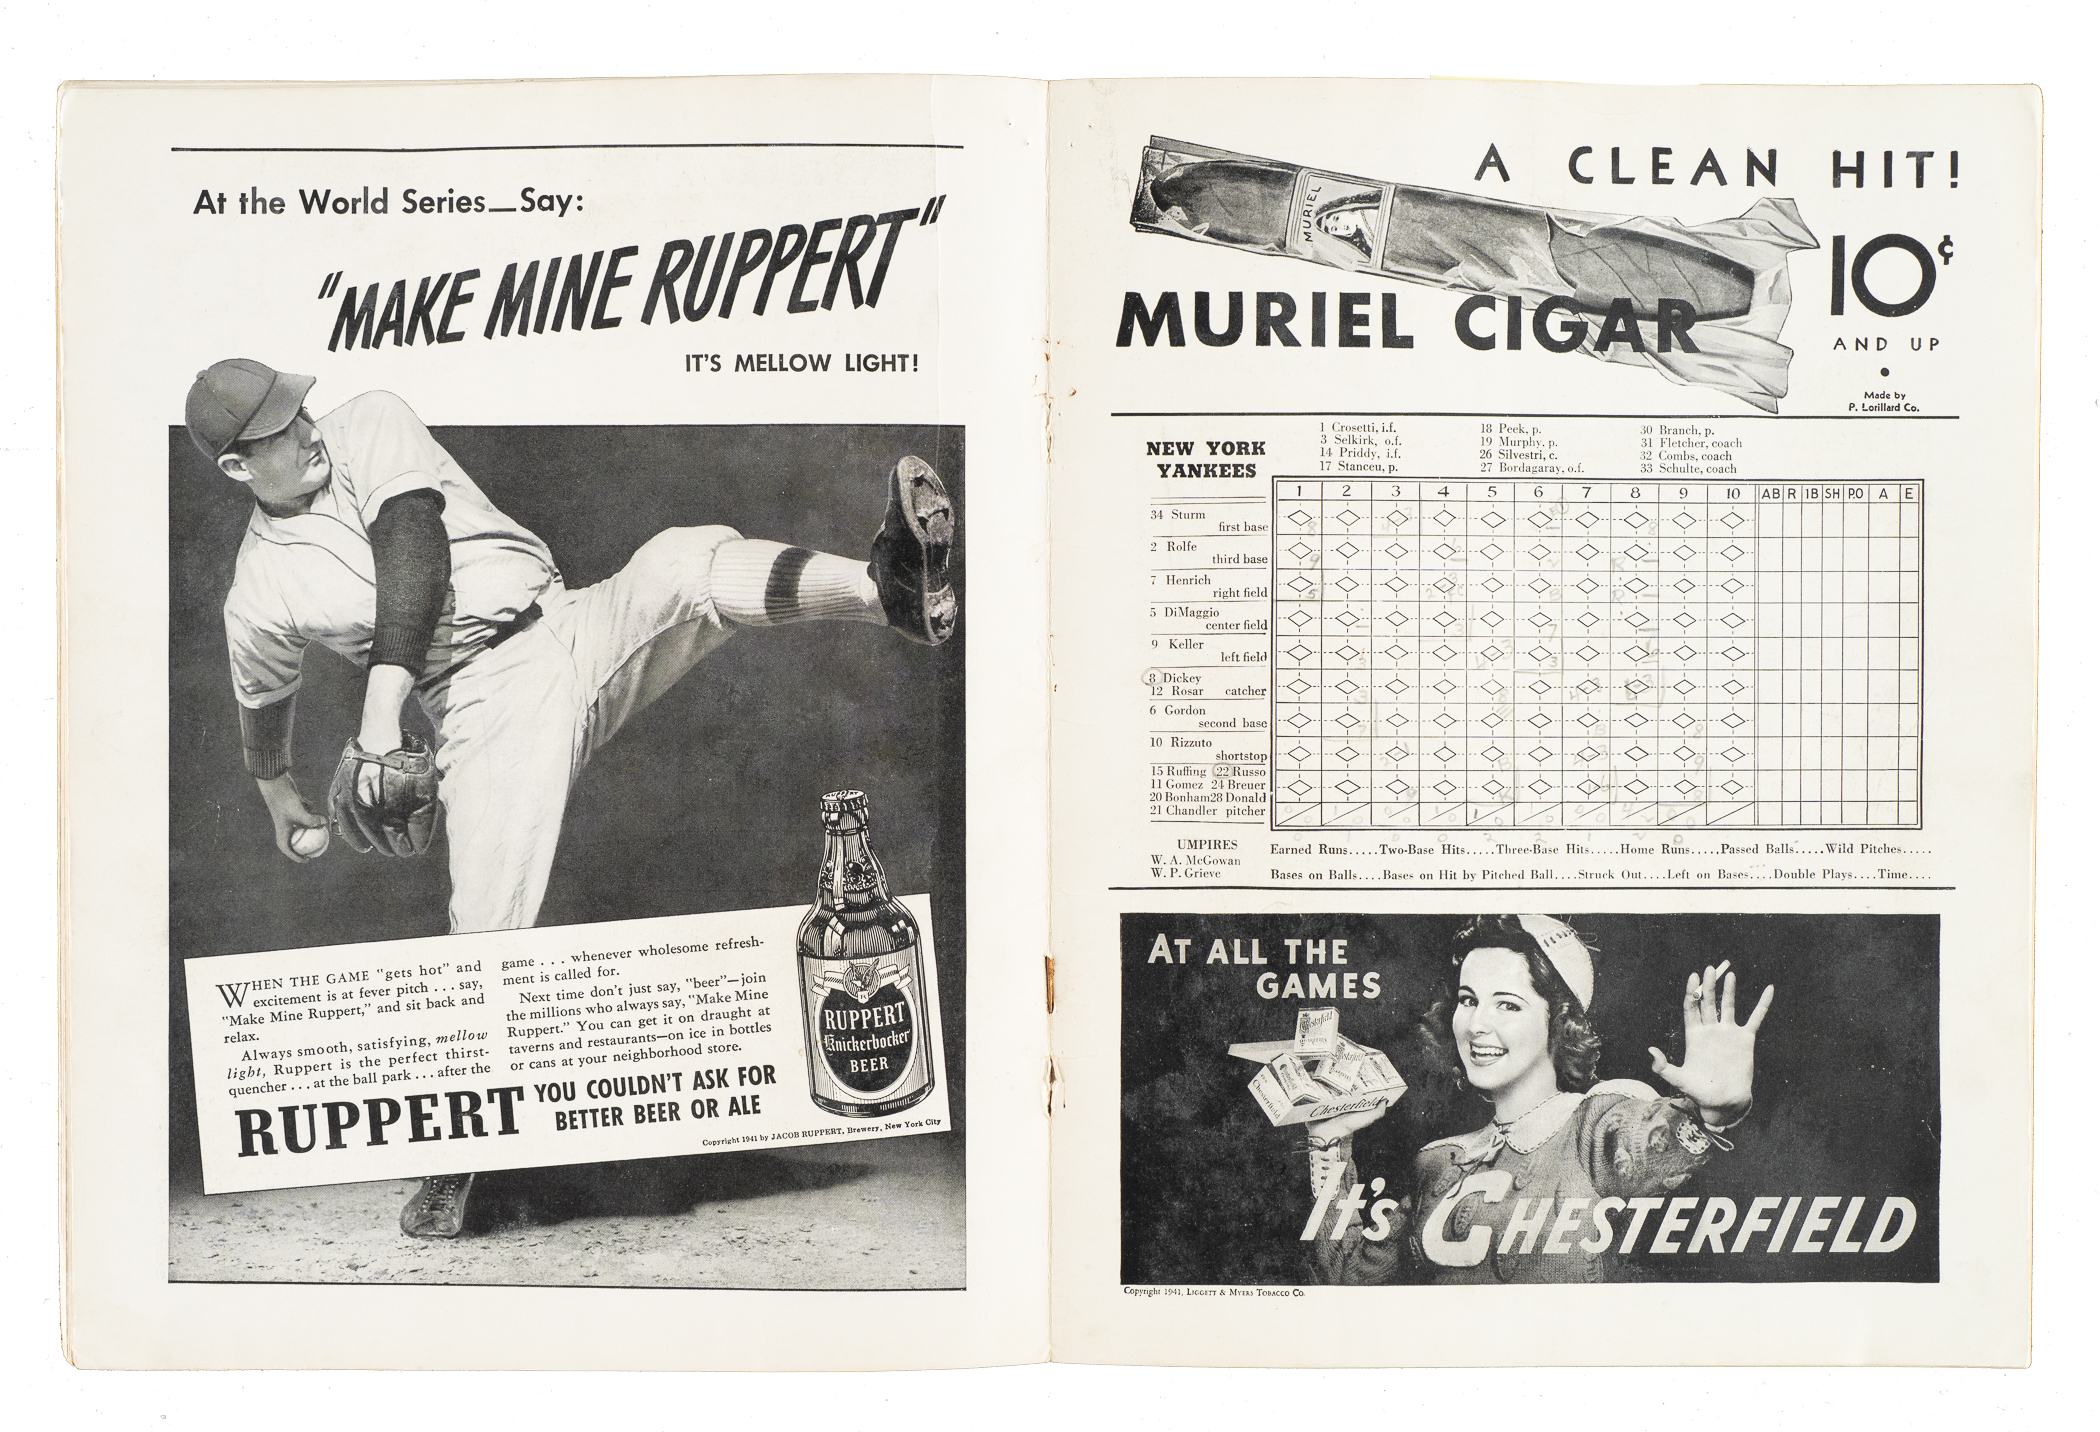 At the World Series—Say:
"MAKE MINE RUPPERT"
IT'S MELLOW LIGHT!
WHEN THE GAME "gets hot" and
excitement is at fever pitch . . . say,
"Make Mine Ruppert," and sit back and
relax.
Always smooth, satisfying, mellow
light, Ruppert is the perfect thirst-
quencher . . . at the ball park . . . after the
game . . . whenever wholesome refresh-
ment is called for.
Next time don't just say, "beer"—join
the millions who always say, "Make Mine
Ruppert." You can get it on draught at
taverns and restaurants—on ice in bottles
or cans at your neighborhood store.
RUPPERT YOU COULDN'T ASK FOR
BETTER BEER OR ALE
RUPPERT
Knickerbocker
BEER
Copyright 1941 by JACOB RUPPERT, Brewery, New York City
A CLEAN HIT!
MURIEL
10¢
MURIEL CIGAR
AND UP
Made by
P. Lorillard Co.
NEW YORK
YANKEES
1 Crosetti, i.f.
3 Selkirk, o.f.
14 Priddy, i.f.
17 Stanceu, p.
18 Peek, p.
19 Murphy, p.
26 Silvestri, c.
27 Bordagaray, o.f.
30 Branch, p.
31 Fletcher, coach
32 Combs, coach
33 Schulte, coach
1 2 3 4 5 6 7 8 9 10 AB R 1B SH P.O A E
34 Sturm
first base
2 Rolfe
third base
7 Henrich
right field
5 DiMaggio
center field
9 Keller
left field
8 Dickey
12 Rosar catcher
6 Gordon
second base
10 Rizzuto
shortstop
15 Ruffing 22 Russo
11 Gomez 24 Breuer
20 Bonham 28 Donald
21 Chandler pitcher
UMPIRES
W. A. McGowan
W. P. Grieve
Earned Runs.....Two-Base Hits.....Three-Base Hits.....Home Runs.....Passed Balls.....Wild Pitches.....
Bases on Balls....Bases on Hit by Pitched Ball....Struck Out....Left on Bases....Double Plays....Time....
AT ALL THE
GAMES
Chesterfield
Chesterfield
Chesterfield
It's CHESTERFIELD
Copyright 1941, LIGGETT & MYERS TOBACCO CO.